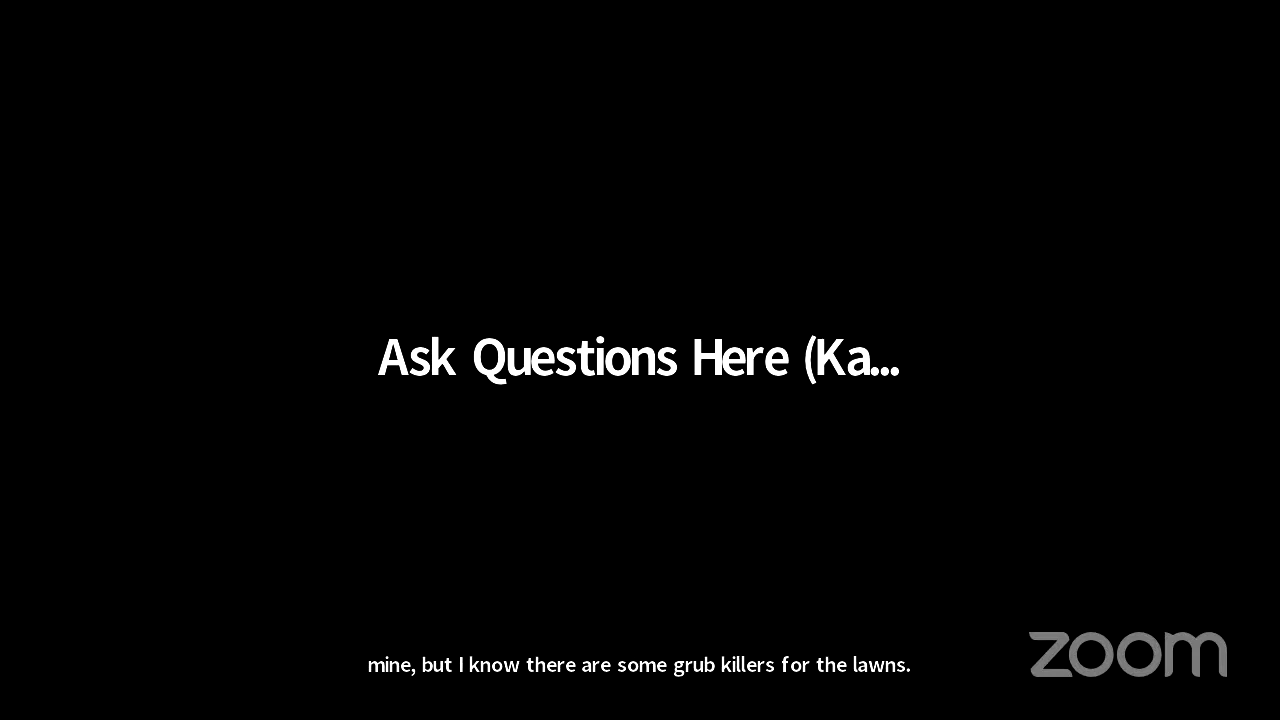 Ask Questions Here (Ka...
mine, but I know there are some grub killers for the lawns.
zoom